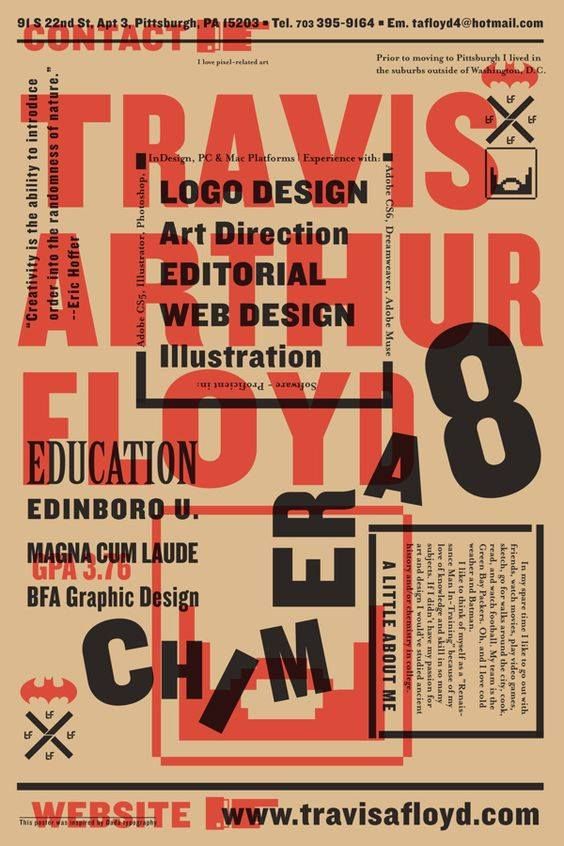 91 S 22nd St, Apt 3, Pittsburgh, PA 15203 ▪ Tel. 703 395-9164 ▪ Em. tafloyd4@hotmail.com
CONTACT
I love pixel-related art
Prior to moving to Pittsburgh I lived in
the suburbs outside of Washington, D.C.
"Creativity is the ability to introduce
order into the randomness of nature."
--Eric Hoffer
TRAVIS
ARTHUR
FLOYD
InDesign, PC & Mac Platforms | Experience with:
Adobe CS6, Dreamweaver, Adobe Muse
Software - Proficient in:
Adobe CS5, Illustrator, Photoshop,
LOGO DESIGN
Art Direction
EDITORIAL
WEB DESIGN
Illustration
EDUCATION
EDINBORO U.
MAGNA CUM LAUDE
GPA 3.76
BFA Graphic Design
CHIMERA 8
In my spare time I like to go out with
friends, watch movies, play video games,
sketch, go for walks around the city, cook,
read, and watch football. My team is the
Green Bay Packers. Oh, and I love cold
weather and Batman.
I like to think of myself as a "Renais-
sance Man In-Training" because of my
love of knowledge and skill in so many
subjects. If I didn't have my passion for
art and design I would've studied ancient
history and/or chemistry in college.
A LITTLE ABOUT ME
WEBSITE
www.travisafloyd.com
This poster was inspired by Dada typography